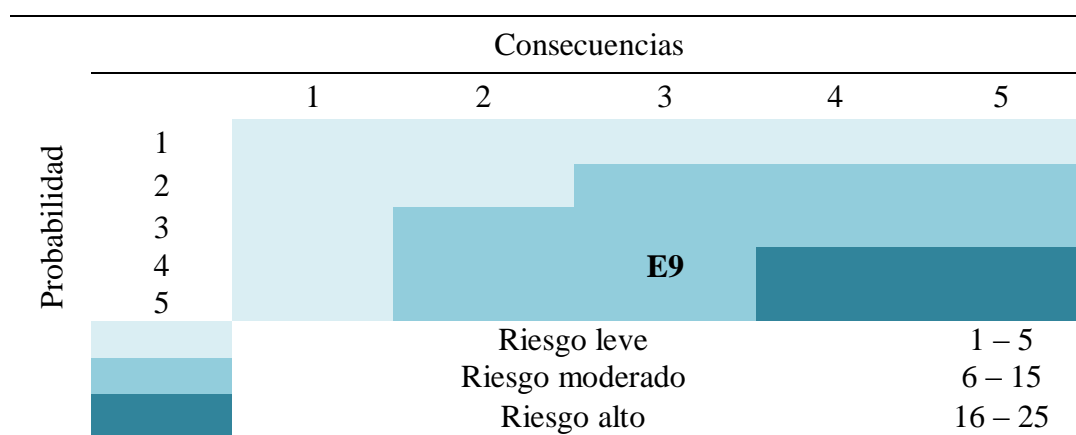 Consecuencias
1 2 3 4 5
Probabilidad
1
2
3
4 E9
5
Riesgo leve 1 – 5
Riesgo moderado 6 – 15
Riesgo alto 16 – 25